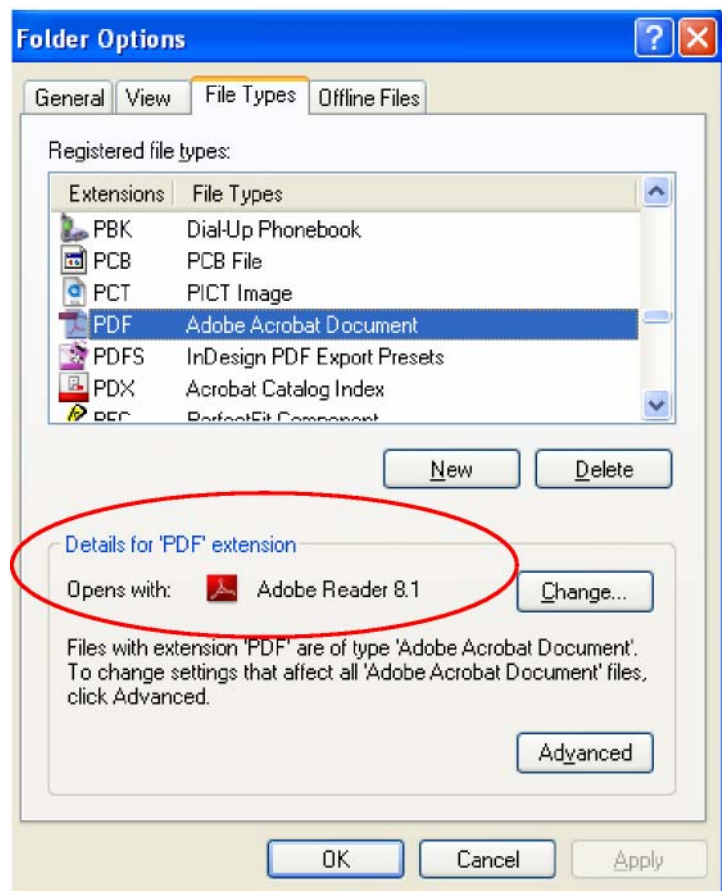 Folder Options
General View File Types Offline Files
Registered file types:
Extensions File Types
PBK Dial-Up Phonebook
PCB PCB File
PCT PICT Image
PDF Adobe Acrobat Document
PDFS InDesign PDF Export Presets
PDX Acrobat Catalog Index
PFC PerfectFit Component
New Delete
Details for 'PDF' extension
Opens with: Adobe Reader 8.1
Change...
Files with extension 'PDF' are of type 'Adobe Acrobat Document'.
To change settings that affect all 'Adobe Acrobat Document' files,
click Advanced.
Advanced
OK Cancel Apply